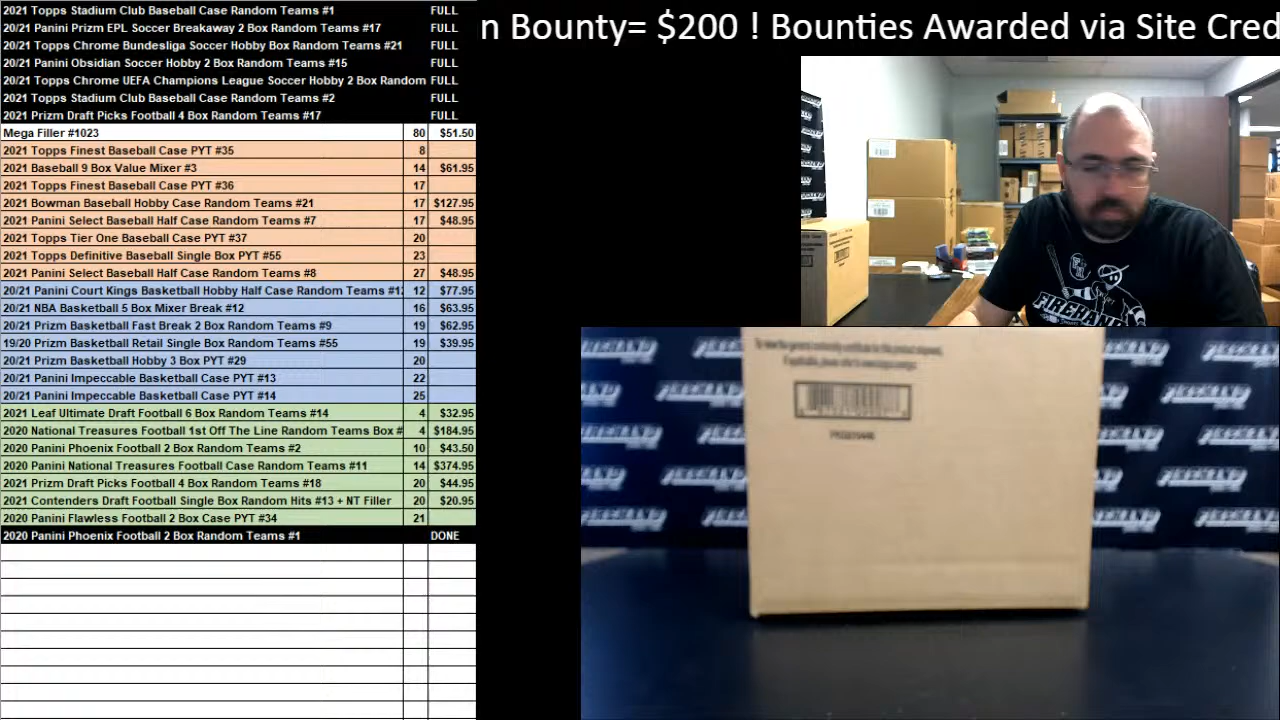 2021 Topps Stadium Club Baseball Case Random Teams #1 FULL
20/21 Panini Prizm EPL Soccer Breakaway 2 Box Random Teams #17 FULL
20/21 Topps Chrome Bundesliga Soccer Hobby Box Random Teams #21 FULL
20/21 Panini Obsidian Soccer Hobby 2 Box Random Teams #15 FULL
20/21 Topps Chrome UEFA Champions League Soccer Hobby 2 Box Random FULL
2021 Topps Stadium Club Baseball Case Random Teams #2 FULL
2021 Prizm Draft Picks Football 4 Box Random Teams #17 FULL
Mega Filler #1023 80 $51.50
2021 Topps Finest Baseball Case PYT #35 8
2021 Baseball 9 Box Value Mixer #3 14 $61.95
2021 Topps Finest Baseball Case PYT #36 17
2021 Bowman Baseball Hobby Case Random Teams #21 17 $127.95
2021 Panini Select Baseball Half Case Random Teams #7 17 $48.95
2021 Topps Tier One Baseball Case PYT #37 20
2021 Topps Definitive Baseball Single Box PYT #55 23
2021 Panini Select Baseball Half Case Random Teams #8 27 $48.95
20/21 Panini Court Kings Basketball Hobby Half Case Random Teams #1 12 $77.95
20/21 NBA Basketball 5 Box Mixer Break #12 16 $63.95
20/21 Prizm Basketball Fast Break 2 Box Random Teams #9 19 $62.95
19/20 Prizm Basketball Retail Single Box Random Teams #55 19 $39.95
20/21 Prizm Basketball Hobby 3 Box PYT #29 20
20/21 Panini Impeccable Basketball Case PYT #13 22
20/21 Panini Impeccable Basketball Case PYT #14 25
2021 Leaf Ultimate Draft Football 6 Box Random Teams #14 4 $32.95
2020 National Treasures Football 1st Off The Line Random Teams Box # 4 $184.95
2020 Panini Phoenix Football 2 Box Random Teams #2 10 $43.50
2020 Panini National Treasures Football Case Random Teams #11 14 $374.95
2021 Prizm Draft Picks Football 4 Box Random Teams #18 20 $44.95
2021 Contenders Draft Football Single Box Random Hits #13 + NT Filler 20 $20.95
2020 Panini Flawless Football 2 Box Case PYT #34 21
2020 Panini Phoenix Football 2 Box Random Teams #1 DONE
n Bounty= $200 ! Bounties Awarded via Site Cred
FIREHAND